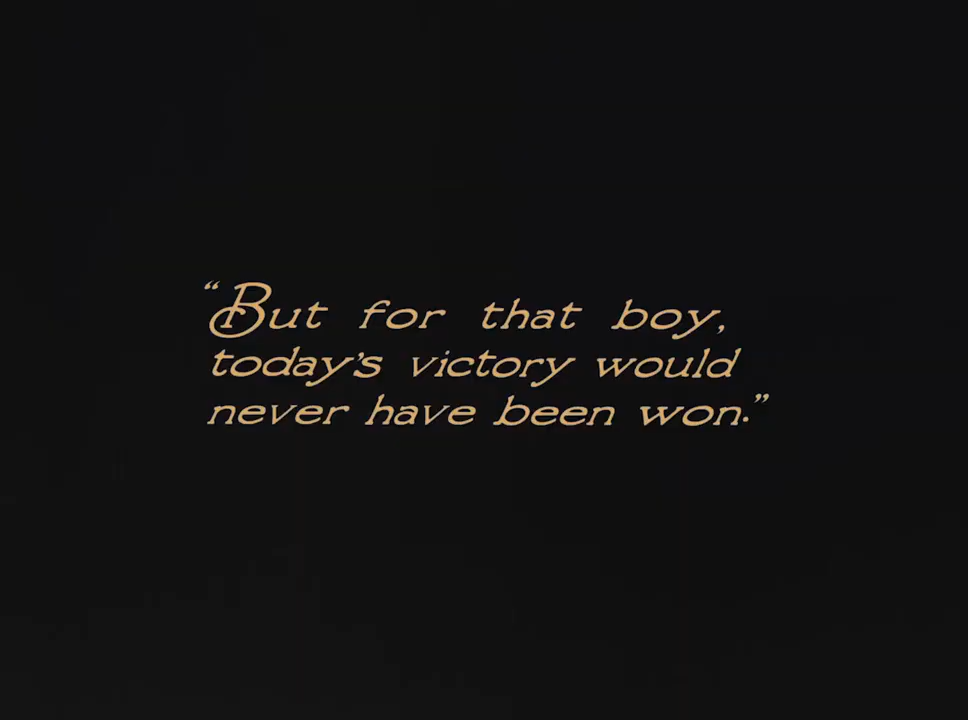 “But for that boy,
today’s victory would
never have been won.”